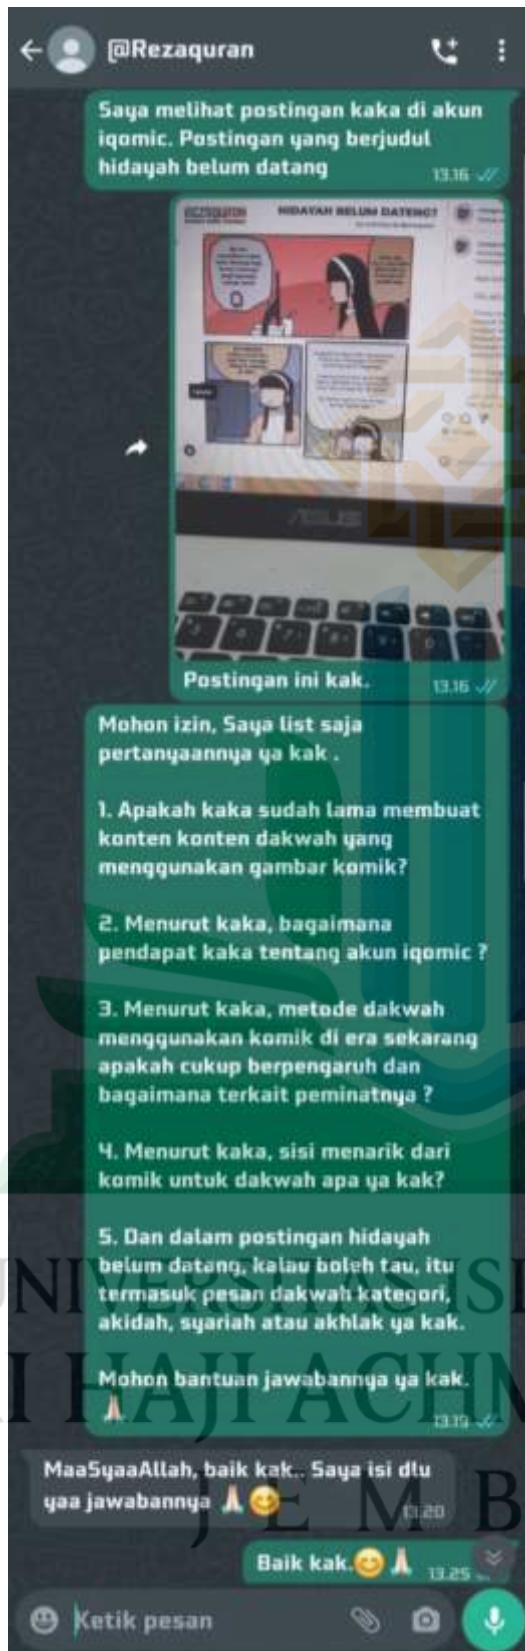 @Rezaquran
Saya melihat postingan kaka di akun
iqomic. Postingan yang berjudul
hidayah belum datang
13.16
HIDAYAH BELUM DATENG?
ASUS
Postingan ini kak.
13.16
Mohon izin, Saya list saja
pertanyaannya ya kak .
1. Apakah kaka sudah lama membuat
konten konten dakwah yang
menggunakan gambar komik?
2. Menurut kaka, bagaimana
pendapat kaka tentang akun iqomic ?
3. Menurut kaka, metode dakwah
menggunakan komik di era sekarang
apakah cukup berpengaruh dan
bagaimana terkait peminatnya ?
4. Menurut kaka, sisi menarik dari
komik untuk dakwah apa ya kak?
5. Dan dalam postingan hidayah
belum datang, kalau boleh tau, itu
termasuk pesan dakwah kategori,
akidah, syariah atau akhlak ya kak.
Mohon bantuan jawabannya ya kak.
🙏🏻
13.19
MaaSyaaAllah, baik kak.. Saya isi dlu
yaa jawabannya 🙏🏻😊
13.20
Baik kak.😊🙏🏻
13.25
Ketik pesan
UNIVERSITAS IS
I HAJI ACHM
J E M B